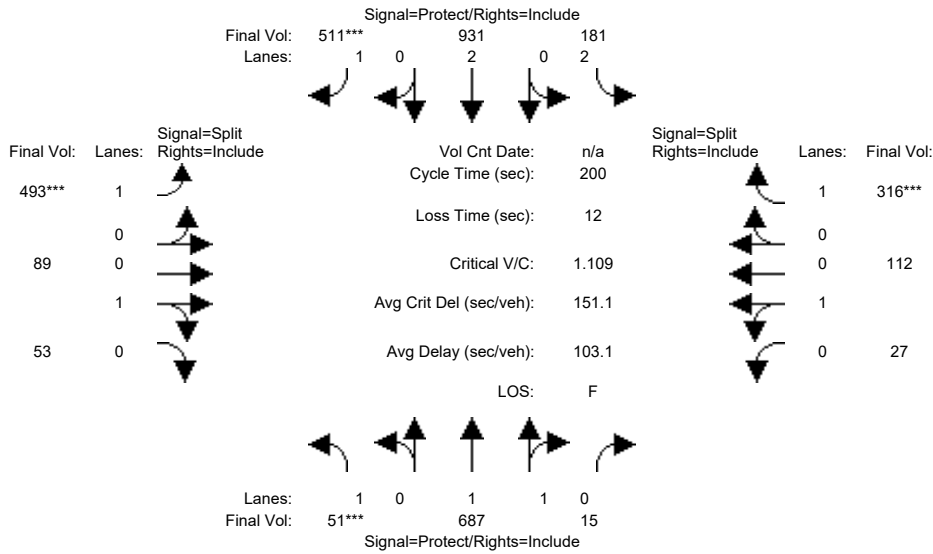 Signal=Protect/Rights=Include
Final Vol: 511*** 931 181
Lanes: 1 0 2 0 2
Signal=Split
Final Vol: Lanes: Rights=Include
Vol Cnt Date: n/a
Signal=Split
Rights=Include Lanes: Final Vol:
Cycle Time (sec): 200
493*** 1
1 316***
Loss Time (sec): 12
0
0
89 0
Critical V/C: 1.109
0 112
1
Avg Crit Del (sec/veh): 151.1
1
53 0
Avg Delay (sec/veh): 103.1
0 27
LOS: F
Lanes: 1 0 1 1 0
Final Vol: 51*** 687 15
Signal=Protect/Rights=Include